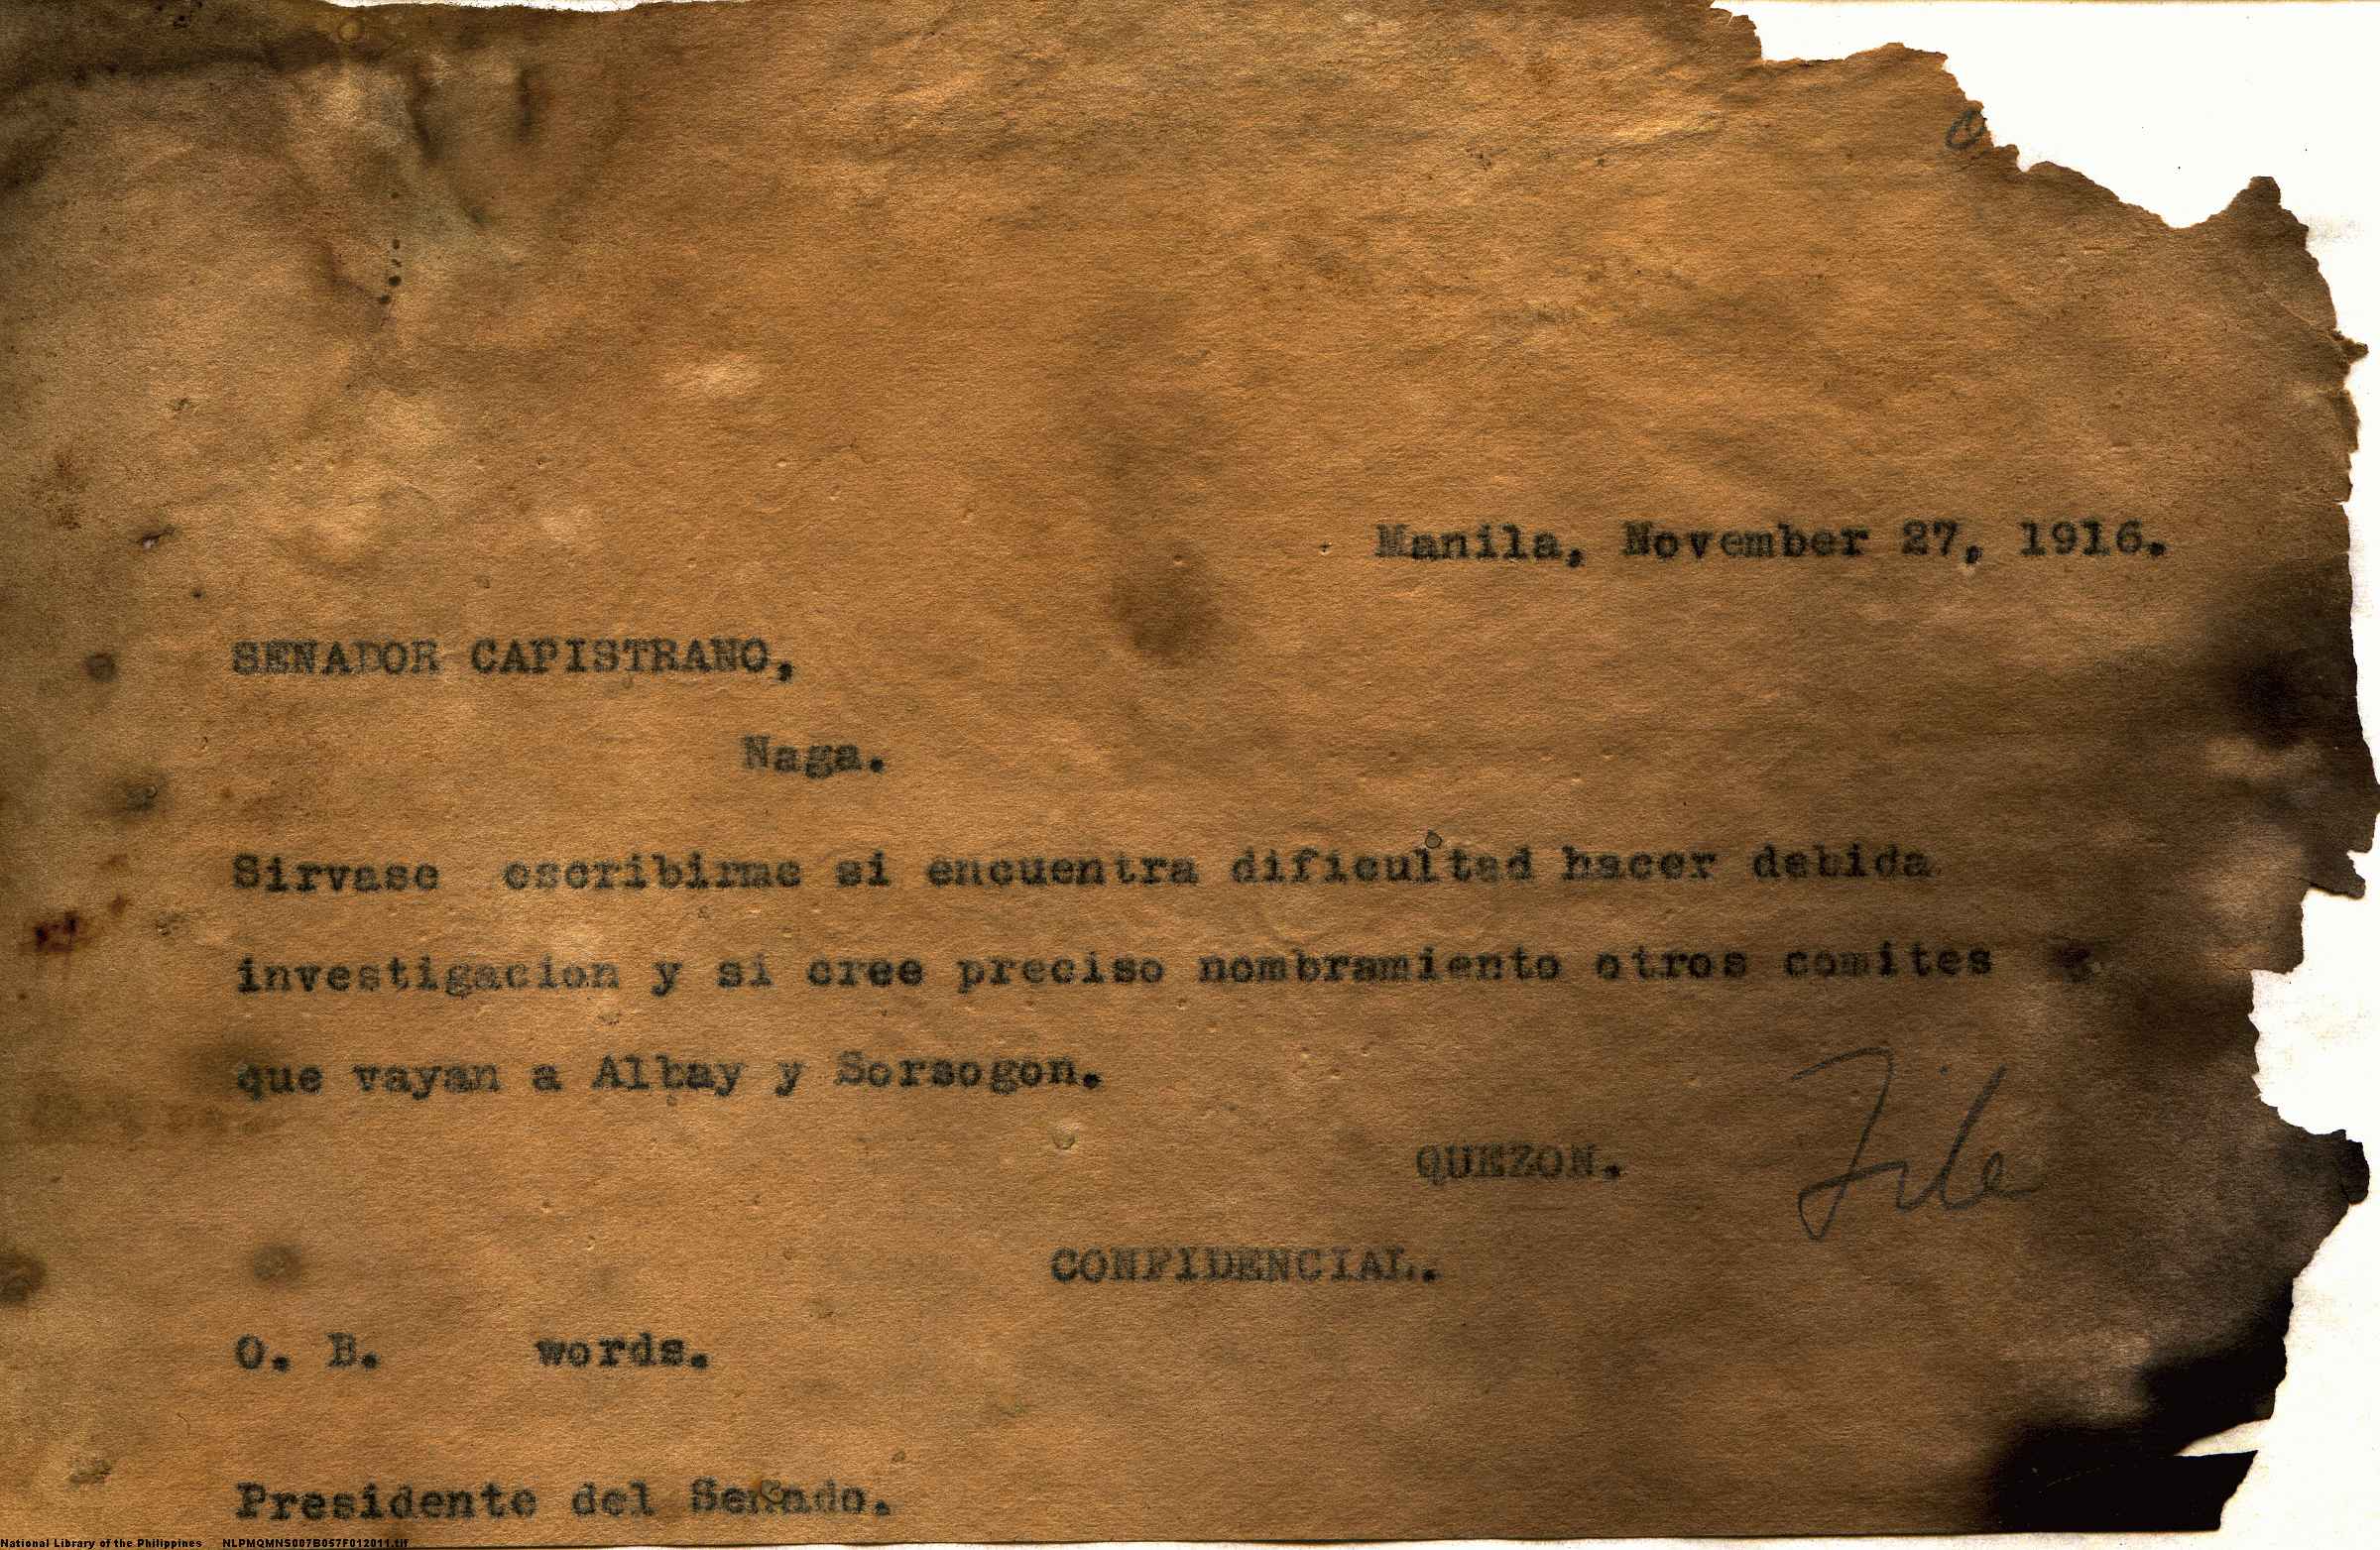 Manila, November 27, 1916.
SENADOR CAPISTRANO,
Naga.
Sirvase escribirme si encuentra dificultad hacer debida
investigacion y si cree preciso nombramiento otros comites
que vayan a Albay y Sorsogon.
QUEZON.
File
CONFIDENCIAL.
O. B. words.
Presidente del Senado.
National Library of the Philippines NLPMQMNS007B057F012011.tif